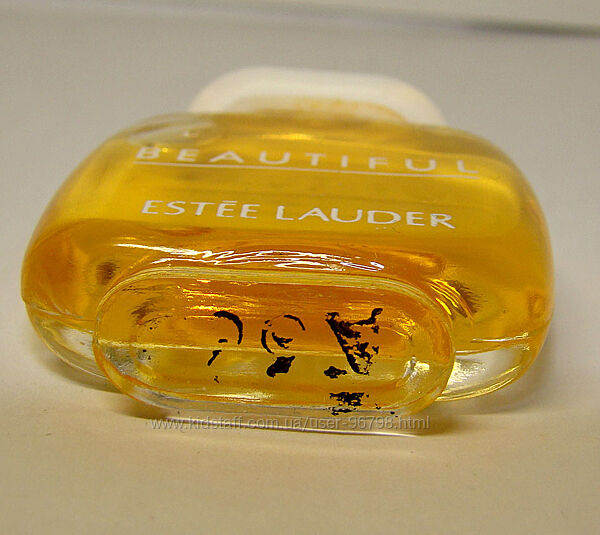 BEAUTIFUL
ESTĒE LAUDER
www.kidstaff.com.ua/user-96798.html